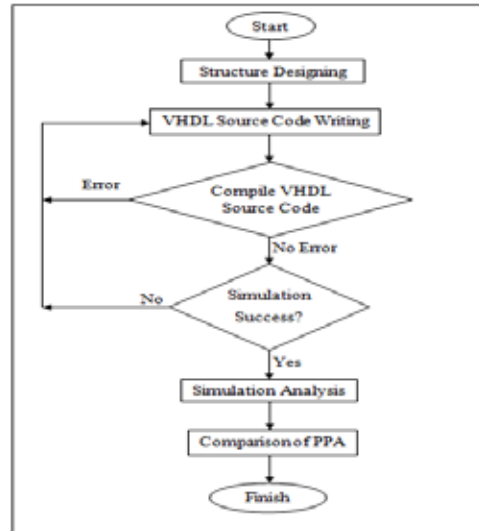 Start
Structure Designing
VHDL Source Code Writing
Error
Compile VHDL
Source Code
No Error
No
Simulation
Success?
Yes
Simulation Analysis
Comparison of PPA
Finish